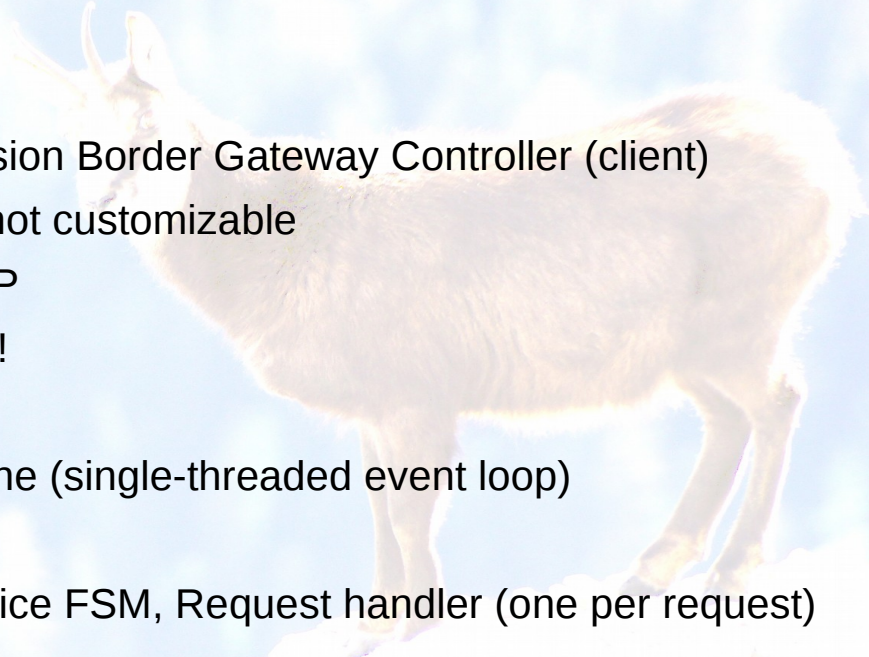 sion Border Gateway Controller (client)
not customizable
P
!
ne (single-threaded event loop)
ice FSM, Request handler (one per request)